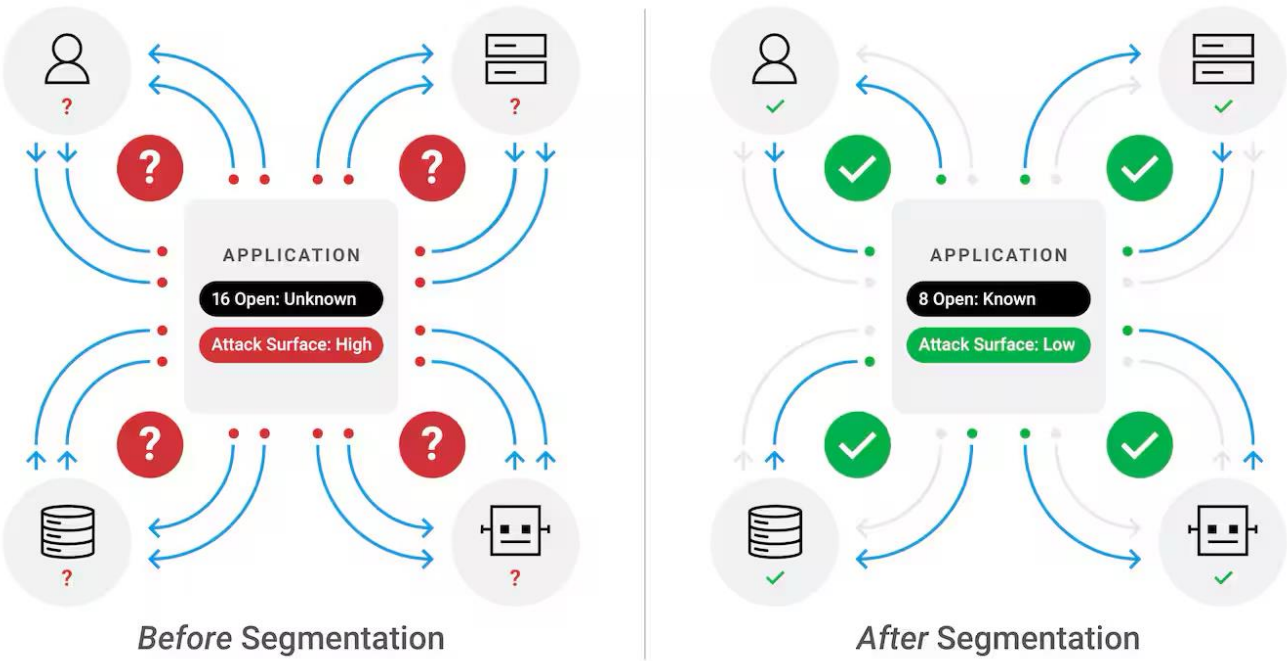 ?
?
?
?
APPLICATION
16 Open: Unknown
Attack Surface: High
?
?
?
?
Before Segmentation
APPLICATION
8 Open: Known
Attack Surface: Low
After Segmentation